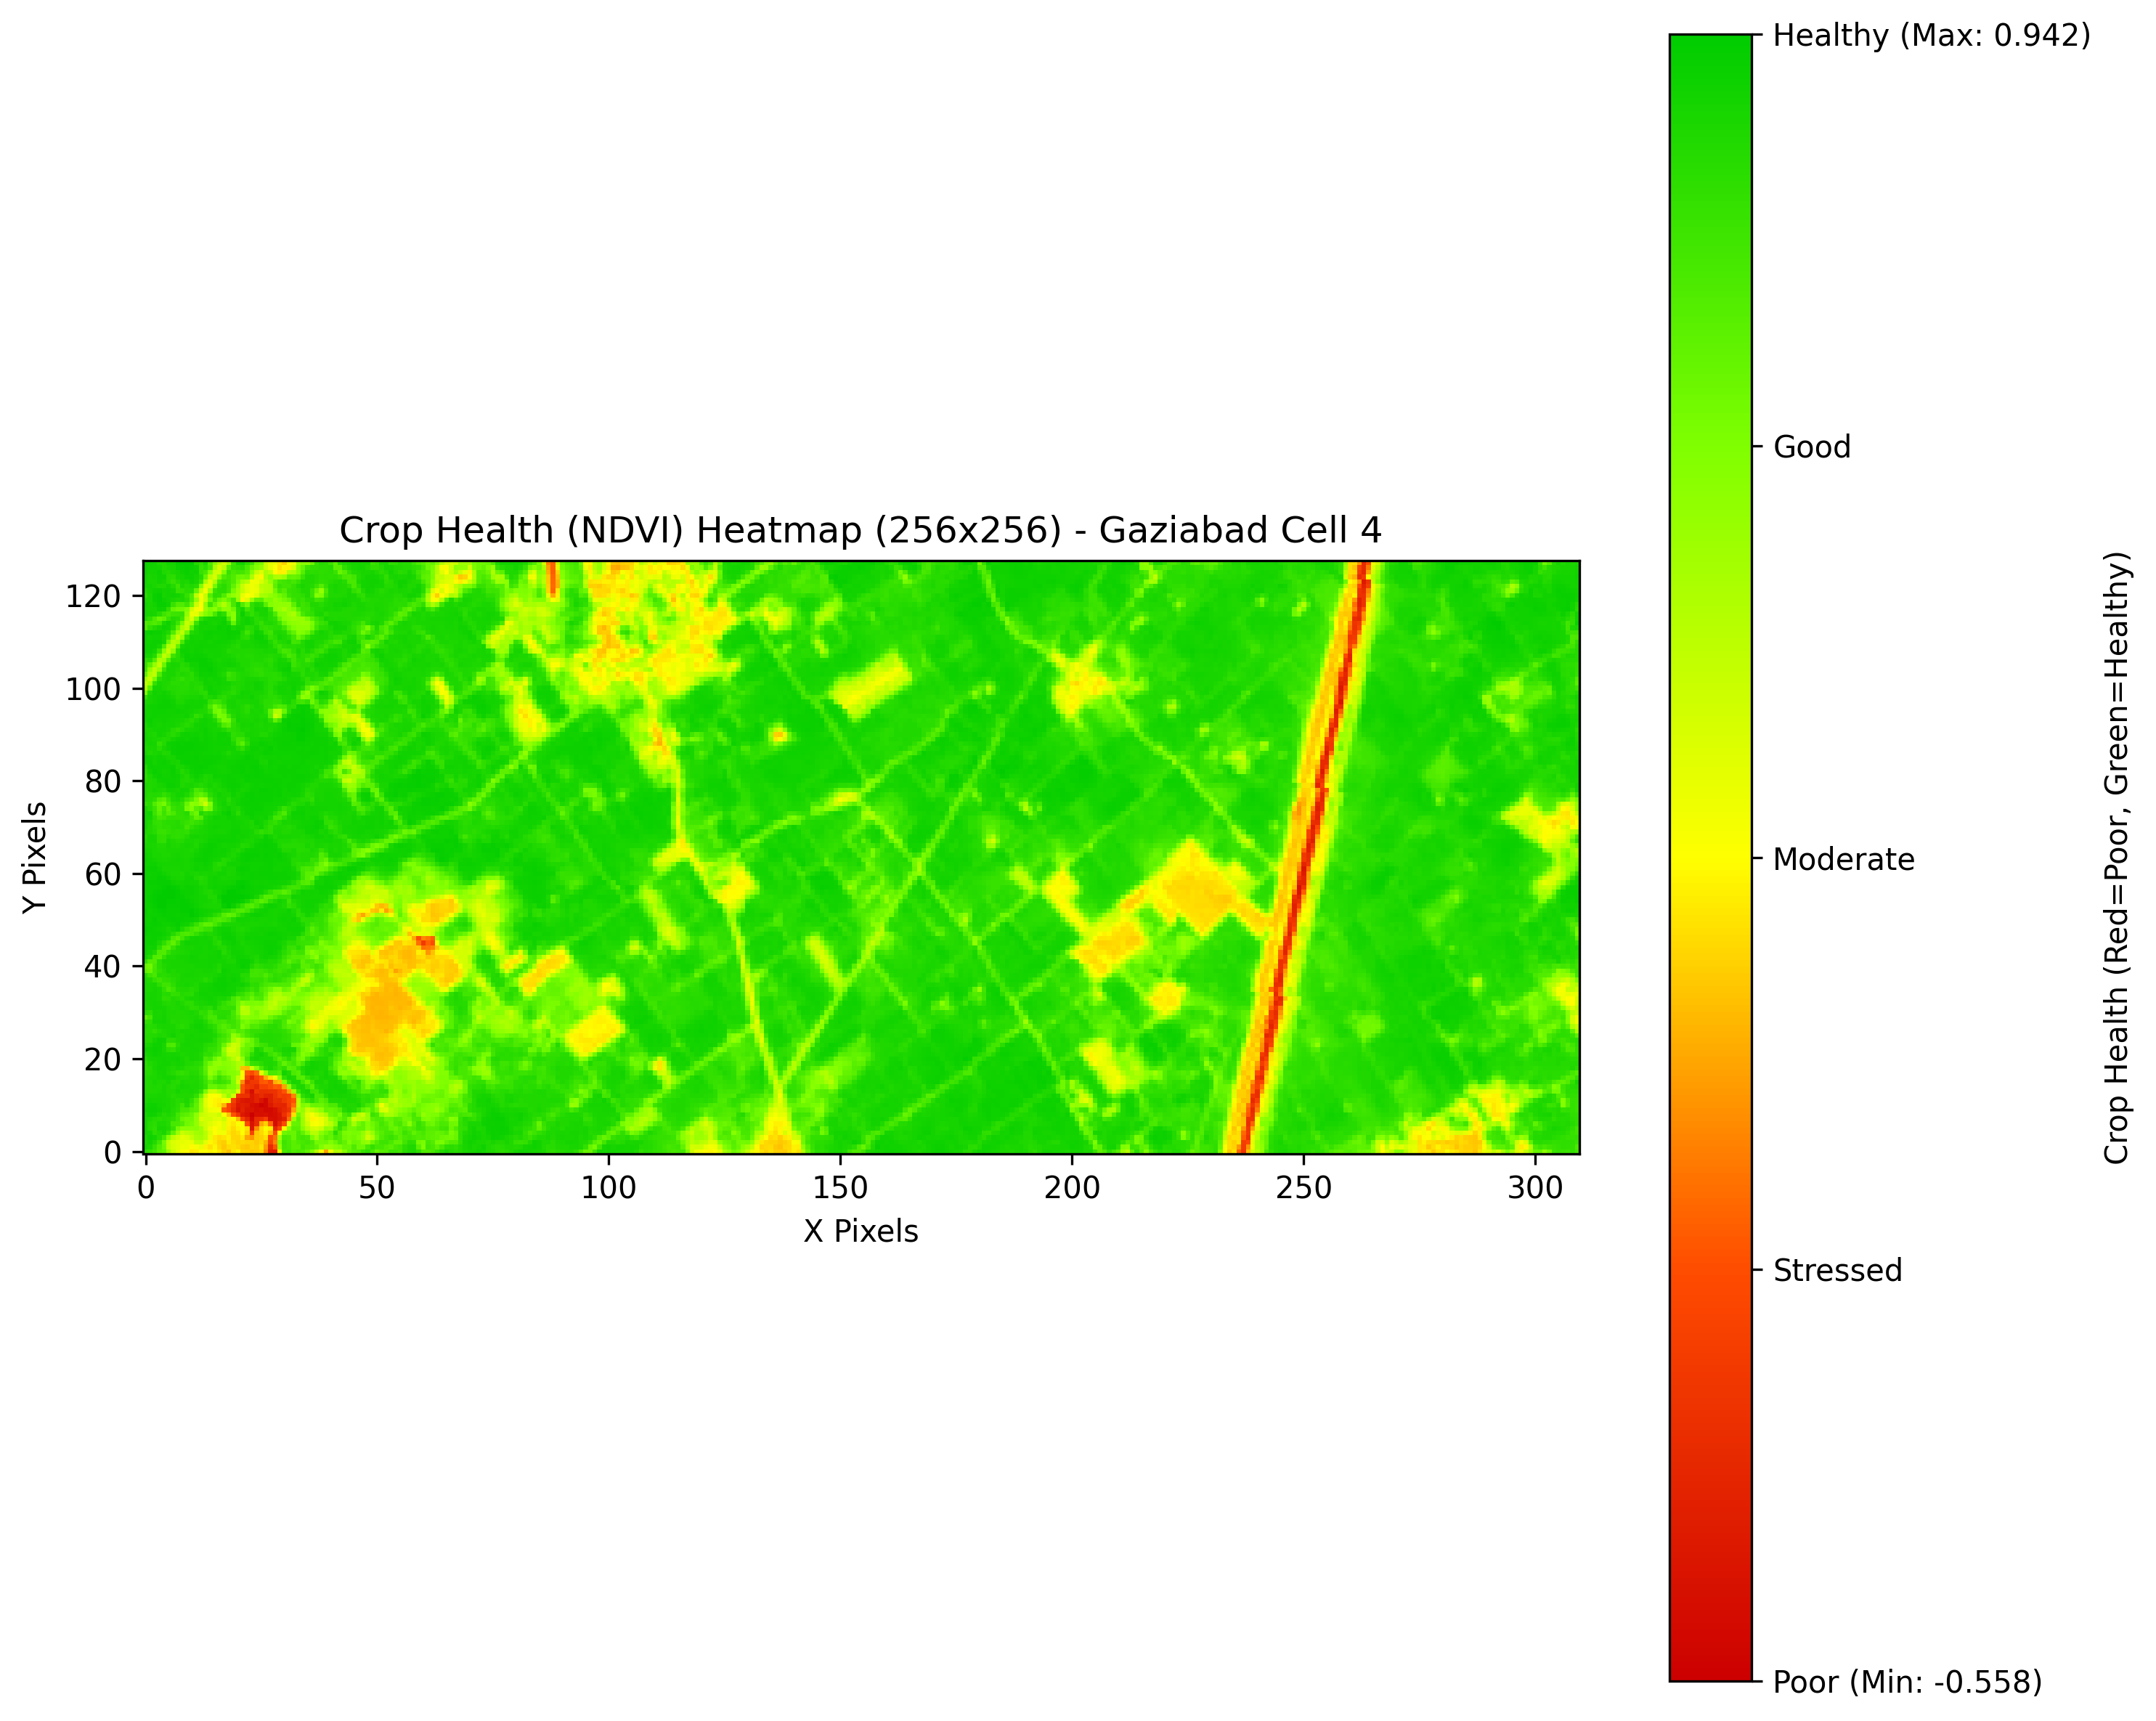 Crop Health (NDVI) Heatmap (256x256) - Gaziabad Cell 4
Y Pixels
120
100
80
60
40
20
0
0 50 100 150 200 250 300
X Pixels
Healthy (Max: 0.942)
Good
Moderate
Stressed
Poor (Min: -0.558)
Crop Health (Red=Poor, Green=Healthy)